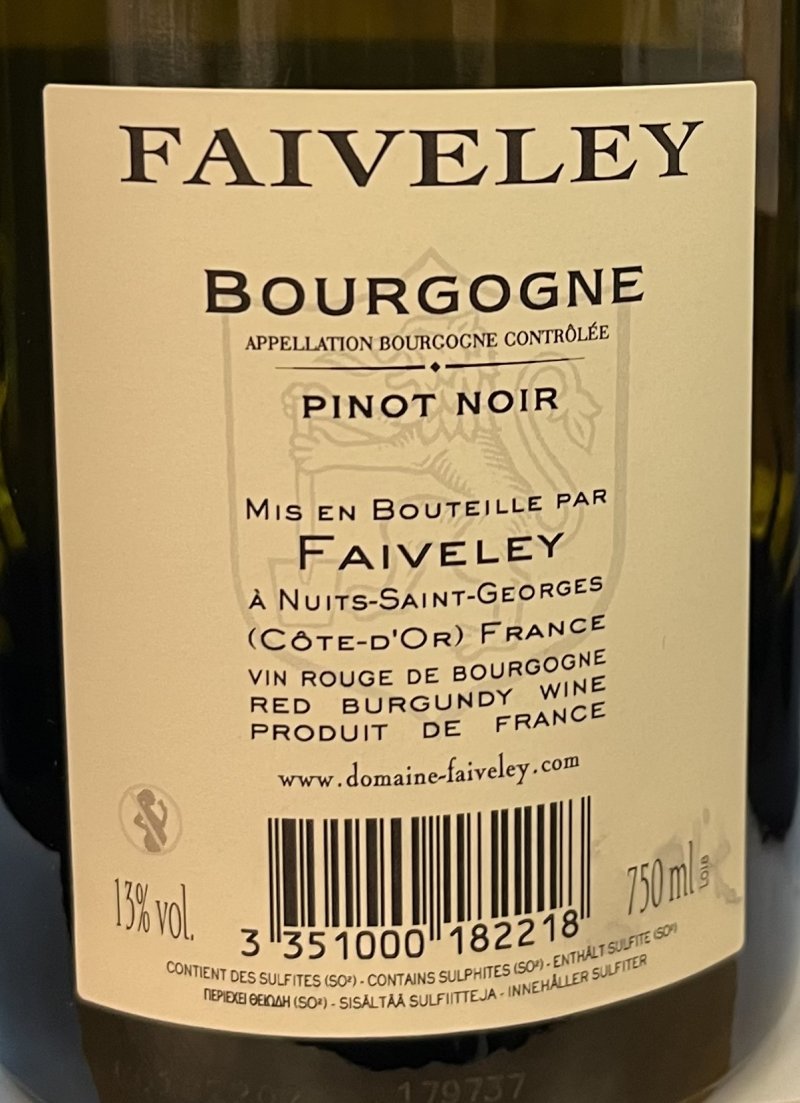 FAIVELEY
BOURGOGNE
APPELLATION BOURGOGNE CONTRÔLÉE
PINOT NOIR
MIS EN BOUTEILLE PAR
FAIVELEY
À NUITS-SAINT-GEORGES
(CÔTE-D'OR) FRANCE
VIN ROUGE DE BOURGOGNE
RED BURGUNDY WINE
PRODUIT DE FRANCE
www.domaine-faiveley.com
13% vol.
750 ml
3 351000 182218
CONTIENT DES SULFITES (SO²) - CONTAINS SULPHITES (SO²) - ENTHÄLT SULFITE (SO²)
ΠΕΡΙΕΧΕΙ ΘΕΙΩΔΗ (SO²) - SISÄLTÄÄ SULFIITTEJA - INNEHÅLLER SULFITER
179737